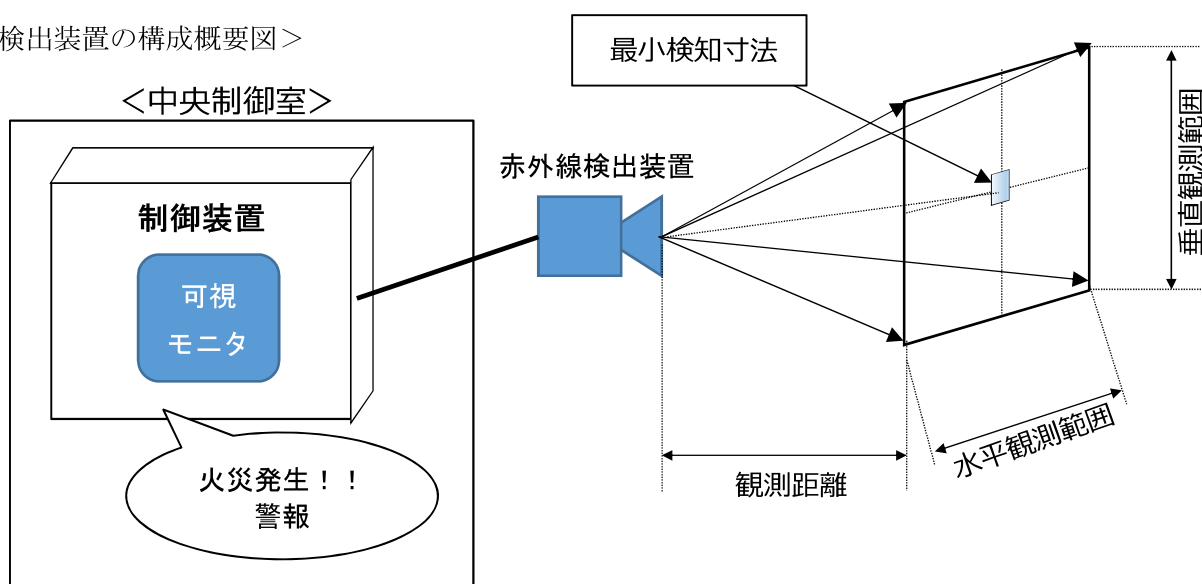 検出装置の構成概要図＞
＜中央制御室＞
制御装置
可視
モニタ
火災発生！！
警報
赤外線検出装置
最小検知寸法
垂直観測範囲
水平観測範囲
観測距離